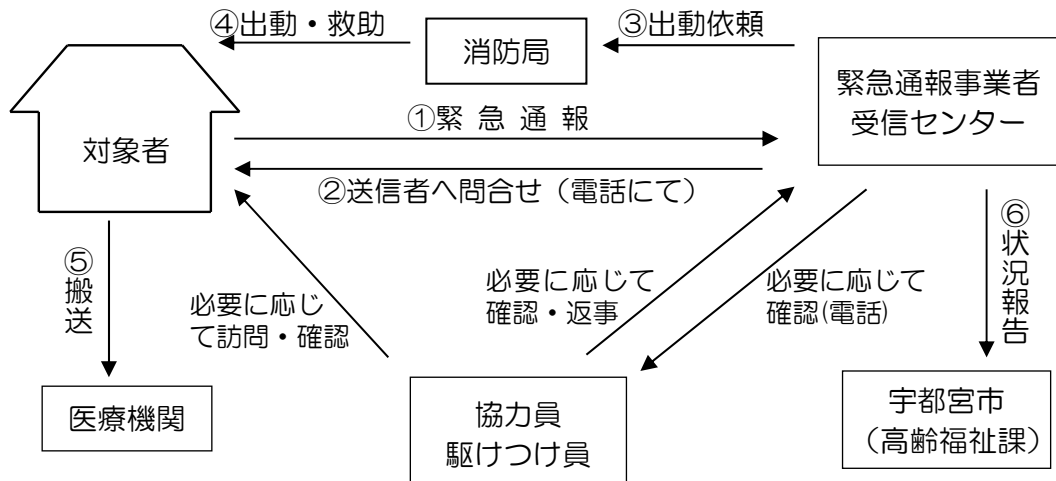 ④出動・救助
消防局
③出動依頼
緊急通報事業者
受信センター
対象者
①緊 急 通 報
②送信者へ問合せ（電話にて）
⑤搬送
必要に応じ
て訪問・確認
必要に応じて
確認・返事
必要に応じて
確認(電話)
⑥状況報告
医療機関
協力員
駆けつけ員
宇都宮市
（高齢福祉課）